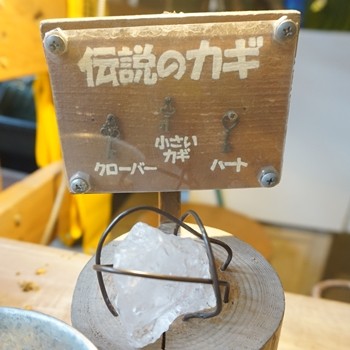 伝説のカギ
クローバー
小さい
カギ
ハート